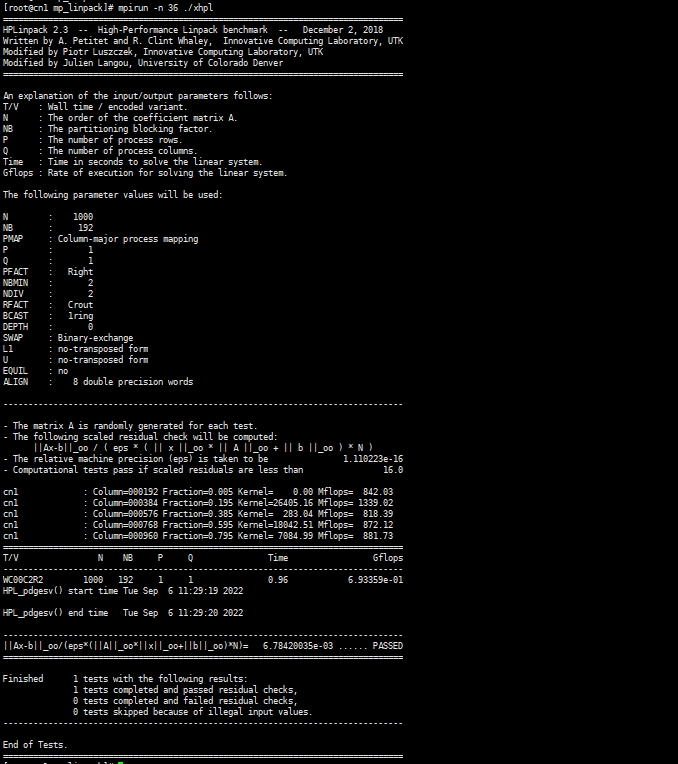 [root@cn1 mp_linpack]# mpirun -n 36 ./xhpl
================================================================================
HPLinpack 2.3  --  High-Performance Linpack benchmark  --   December 2, 2018
Written by A. Petitet and R. Clint Whaley,  Innovative Computing Laboratory, UTK
Modified by Piotr Luszczek, Innovative Computing Laboratory, UTK
Modified by Julien Langou, University of Colorado Denver
================================================================================
An explanation of the input/output parameters follows:
T/V    : Wall time / encoded variant.
N      : The order of the coefficient matrix A.
NB     : The partitioning blocking factor.
P      : The number of process rows.
Q      : The number of process columns.
Time   : Time in seconds to solve the linear system.
Gflops : Rate of execution for solving the linear system.
The following parameter values will be used:
N        :    1000
NB       :     192
PMAP     : Column-major process mapping
P        :       1
Q        :       1
PFACT    :   Right
NBMIN    :       2
NDIV     :       2
RFACT    :   Crout
BCAST    :   1ring
DEPTH    :       0
SWAP     : Binary-exchange
L1       : no-transposed form
U        : no-transposed form
EQUIL    : no
ALIGN    :    8 double precision words
--------------------------------------------------------------------------------
- The matrix A is randomly generated for each test.
- The following scaled residual check will be computed:
      ||Ax-b||_oo / ( eps * ( || x ||_oo * || A ||_oo + || b ||_oo ) * N )
- The relative machine precision (eps) is taken to be               1.110223e-16
- Computational tests pass if scaled residuals are less than                16.0
cn1             : Column=000192 Fraction=0.005 Kernel=    0.00 Mflops=  842.03
cn1             : Column=000384 Fraction=0.195 Kernel=26405.16 Mflops= 1339.02
cn1             : Column=000576 Fraction=0.385 Kernel=  283.04 Mflops=  818.39
cn1             : Column=000768 Fraction=0.595 Kernel=18042.51 Mflops=  872.12
cn1             : Column=000960 Fraction=0.795 Kernel= 7084.99 Mflops=  881.73
================================================================================
T/V                N    NB     P     Q               Time                 Gflops
--------------------------------------------------------------------------------
WC00C2R2        1000   192     1     1               0.96            6.93359e-01
HPL_pdgesv() start time Tue Sep  6 11:29:19 2022
HPL_pdgesv() end time   Tue Sep  6 11:29:20 2022
--------------------------------------------------------------------------------
||Ax-b||_oo/(eps*(||A||_oo*||x||_oo+||b||_oo)*N)=   6.78420035e-03 ...... PASSED
================================================================================
Finished      1 tests with the following results:
              1 tests completed and passed residual checks,
              0 tests completed and failed residual checks,
              0 tests skipped because of illegal input values.
--------------------------------------------------------------------------------
End of Tests.
================================================================================